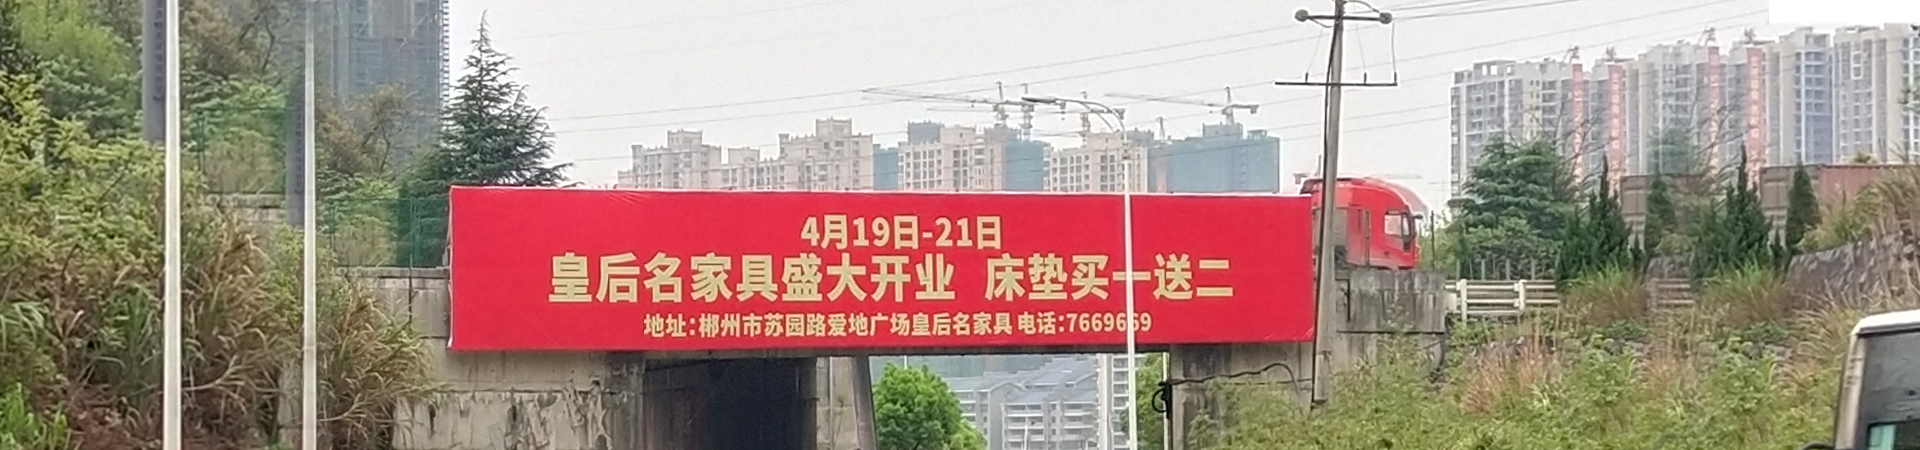 4月19日-21日
皇后名家具盛大开业 床垫买一送二
地址:郴州市苏园路爱地广场皇后名家具 电话:7669669